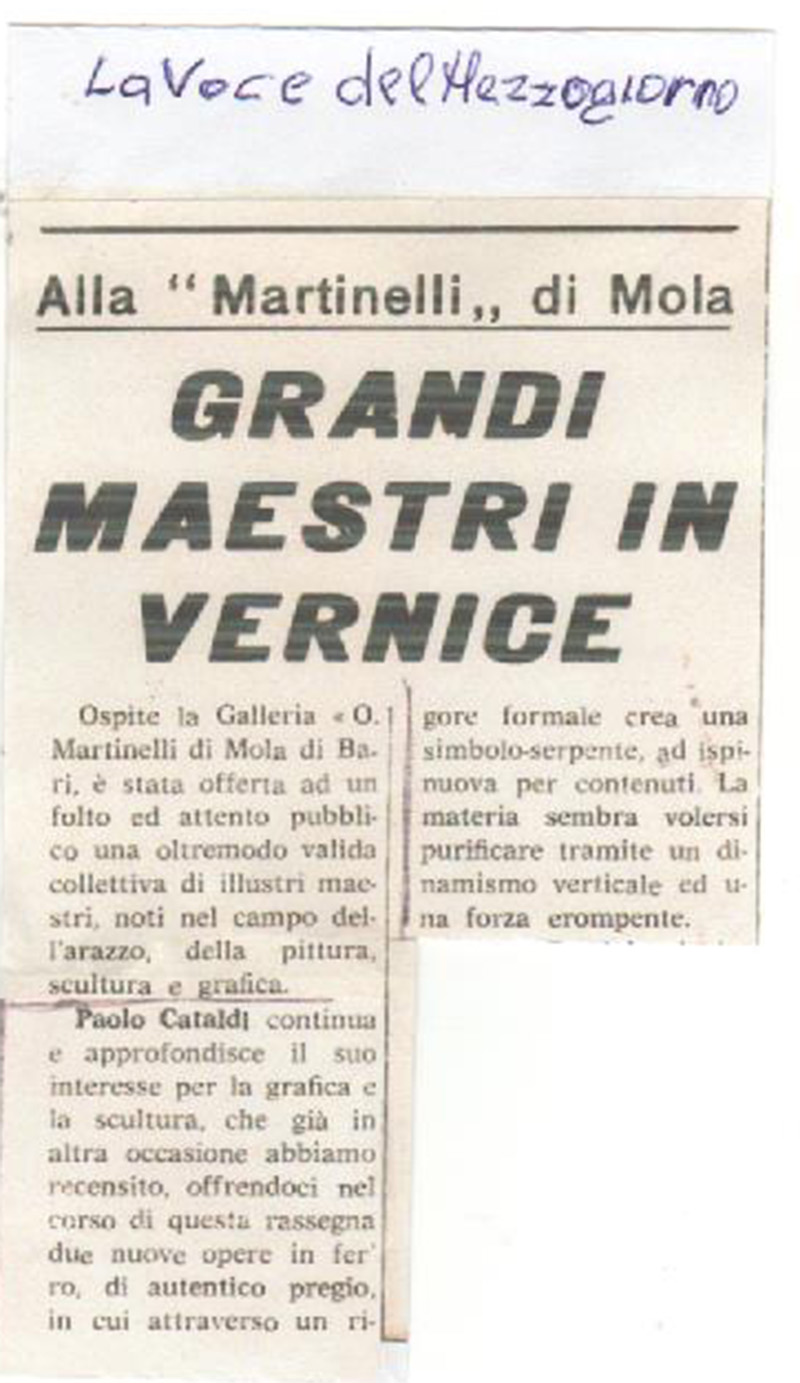 La Voce del Mezzogiorno
Alla “Martinelli„ di Mola
GRANDI
MAESTRI IN
VERNICE
Ospite la Galleria «O.
Martinelli di Mola di Ba-
ri, è stata offerta ad un
folto ed attento pubbli-
co una oltremodo valida
collettiva di illustri mae-
stri, noti nel campo del-
l'arazzo, della pittura,
scultura e grafica.
Paolo Cataldi continua
e approfondisce il suo
interesse per la grafica e
la scultura, che già in
altra occasione abbiamo
recensito, offrendoci nel
corso di questa rassegna
due nuove opere in fer'
ro, di autentico pregio,
in cui attraverso un ri-
gore formale crea una
simbolo-serpente, ad ispi-
nuova per contenuti. La
materia sembra volersi
purificare tramite un di-
namismo verticale ed u-
na forza erompente.